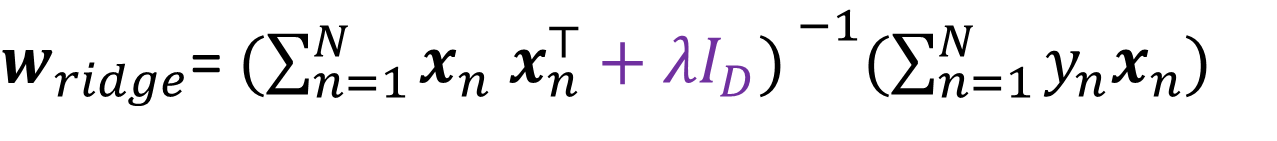 𝒘_ridge = (∑_{n=1}^{N} 𝒙_n 𝒙_n^⊤ + λI_D)^{−1} (∑_{n=1}^{N} y_n 𝒙_n)